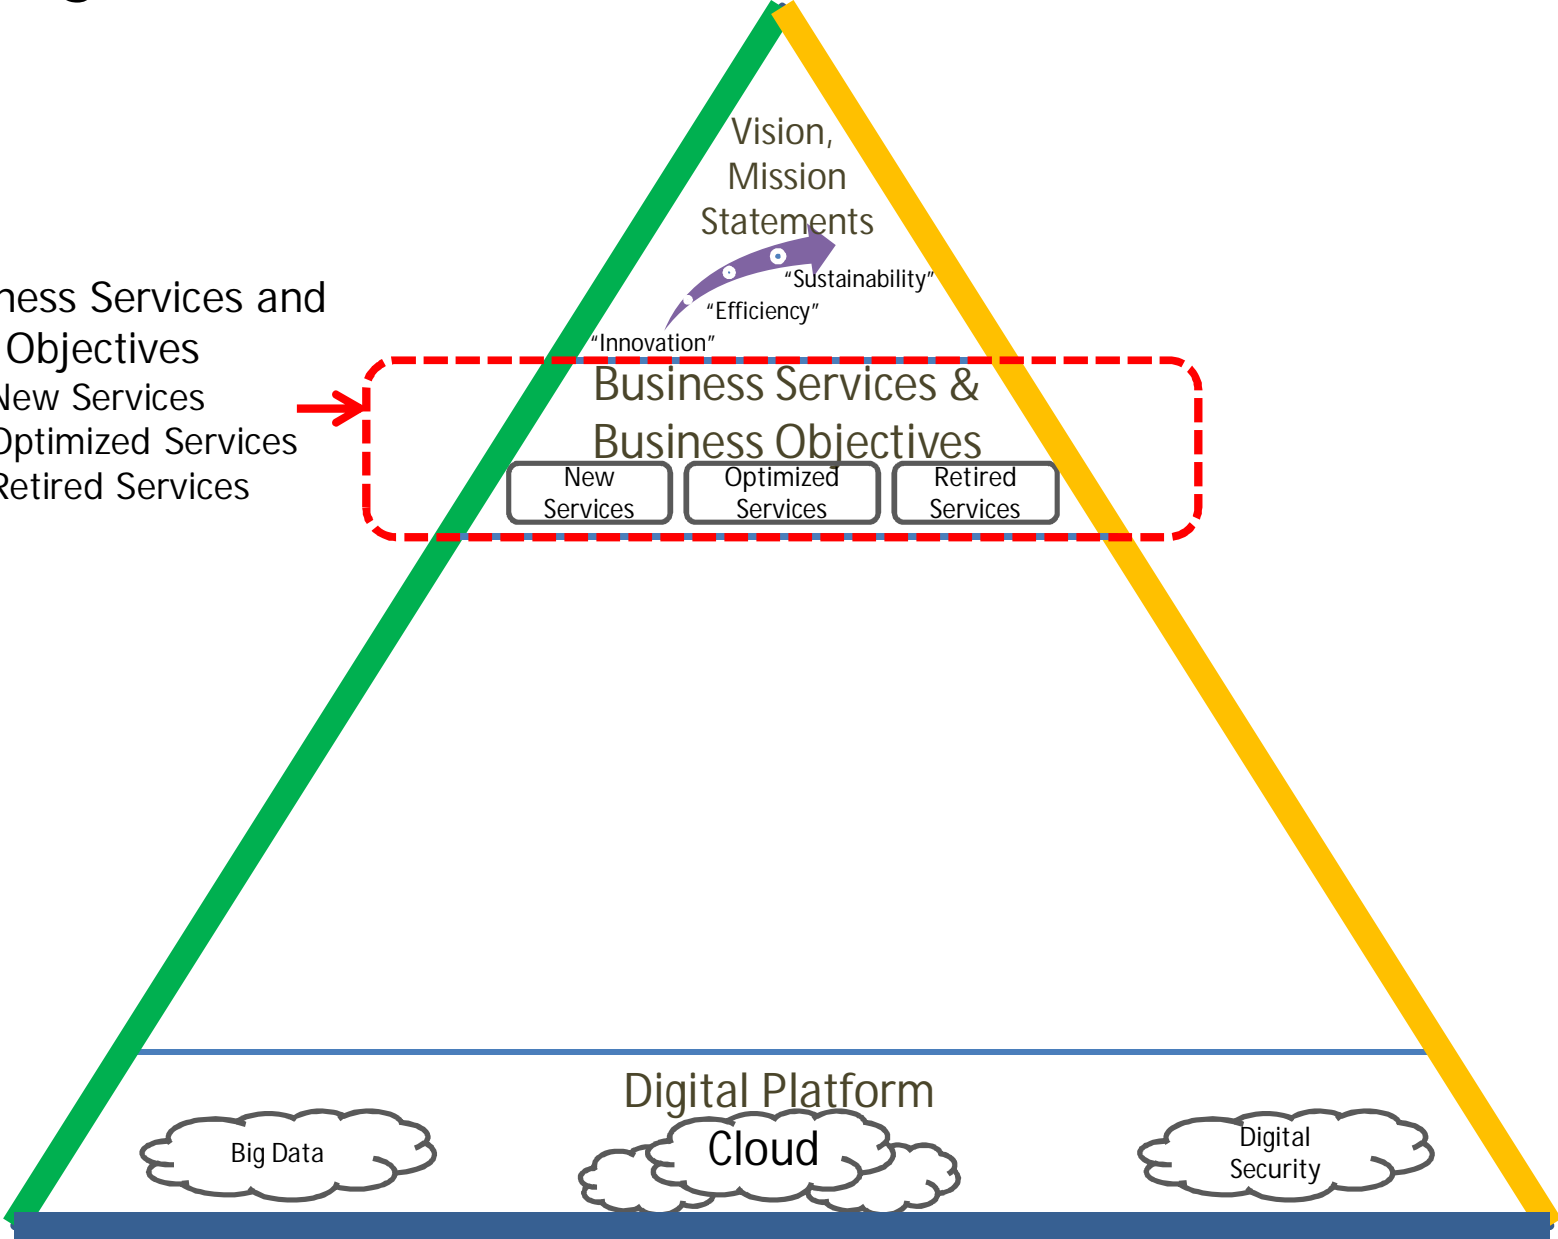 Vision,
Mission
Statements
“Sustainability”
“Efficiency”
“Innovation”
ness Services and
Objectives
New Services
Optimized Services
Retired Services
Business Services &
Business Objectives
New
Services
Optimized
Services
Retired
Services
Digital Platform
Big Data
Cloud
Digital
Security